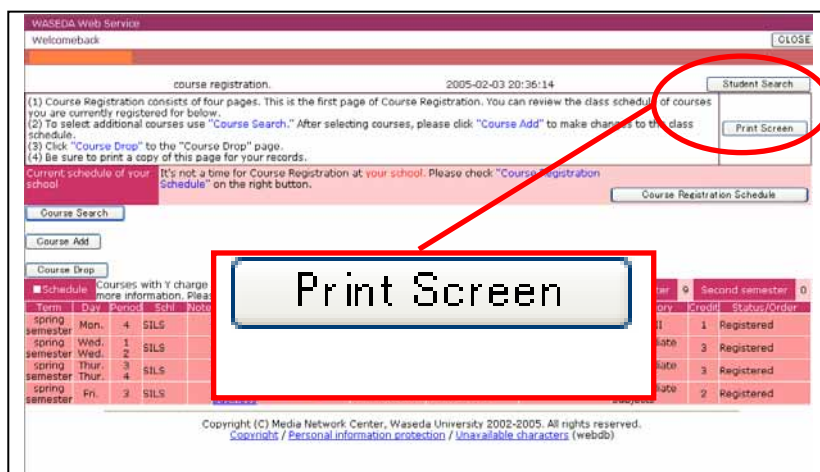 WASEDA Web Service
Welcomeback
CLOSE
course registration.
2005-02-03 20:36:14
Student Search
(1) Course Registration consists of four pages. This is the first page of Course Registration. You can review the class schedule of courses
you are currently registered for below.
(2) To select additional courses use "Course Search." After selecting courses, please click "Course Add" to make changes to the class
schedule.
(3) Click "Course Drop" to the "Course Drop" page.
(4) Be sure to print a copy of this page for your records.
Print Screen
Current schedule of your
school
It's not a time for Course Registration at your school. Please check "Course Registration
Schedule" on the right button.
Course Registration Schedule
Course Search
Course Add
Course Drop
Print Screen
■Schedule
Courses with Y charge
more information. Pleas
9 Second semester 0
Term Day Period Schl Note
Credit Status/Order
spring
semester Mon. 4 SILS
1 Registered
spring
semester Wed. 1
Wed. 2 SILS
3 Registered
spring
semester Thur. 3
Thur. 4 SILS
3 Registered
spring
semester Fri. 3 SILS
2 Registered
Copyright (C) Media Network Center, Waseda University 2002-2005. All rights reserved.
Copyright / Personal information protection / Unavailable characters (webdb)